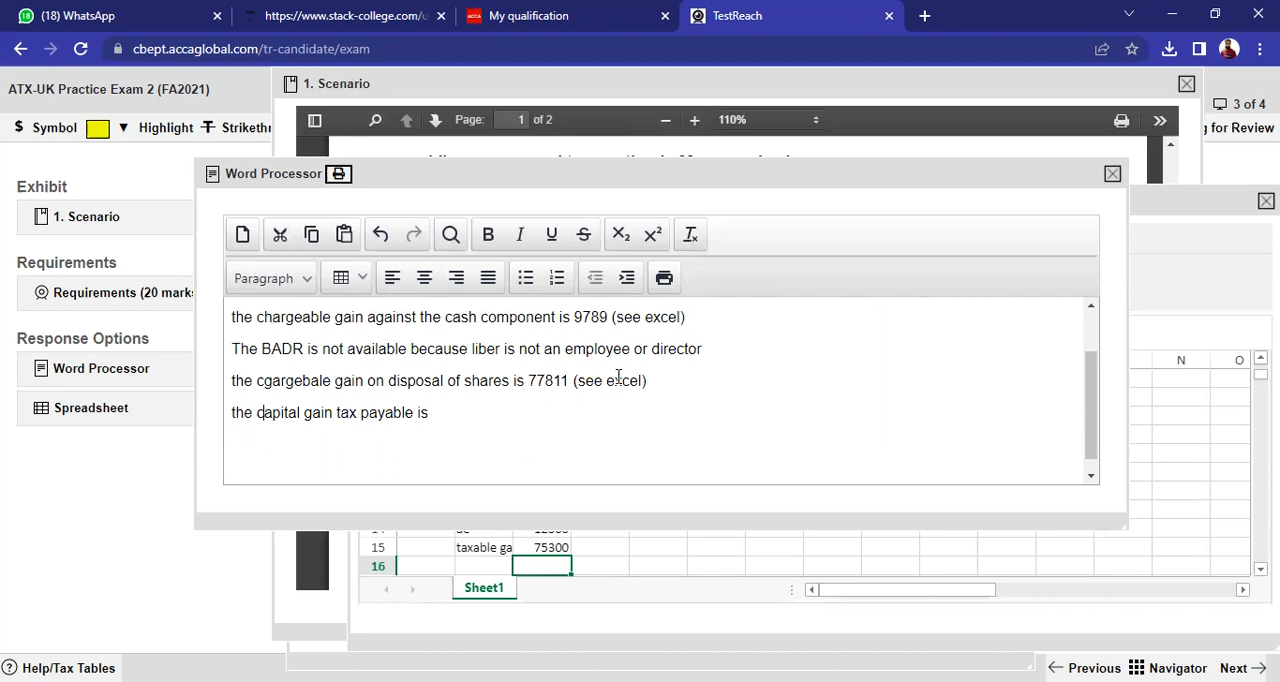 (18) WhatsApp
https://www.stack-college.com/u
ACCA My qualification
TestReach
cbept.accaglobal.com/tr-candidate/exam
ATX-UK Practice Exam 2 (FA2021)
1. Scenario
3 of 4
$ Symbol
Highlight
T Strikethr
Page: 1 of 2
110%
g for Review
Word Processor
Exhibit
1. Scenario
Requirements
Requirements (20 marks
Response Options
Word Processor
Spreadsheet
B I U S X₂ X² Tx
Paragraph
the chargeable gain against the cash component is 9789 (see excel)
The BADR is not available because liber is not an employee or director
the cgargebale gain on disposal of shares is 77811 (see excel)
the capital gain tax payable is
N O
15 taxable ga 75300
16
Sheet1
Help/Tax Tables
Previous
Navigator
Next